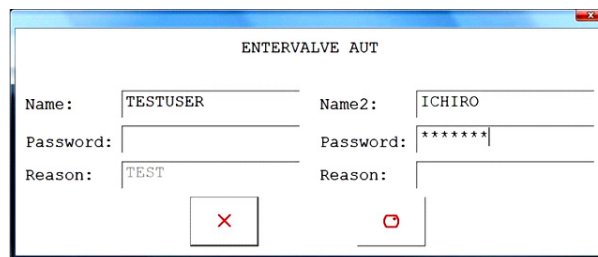 ENTERVALVE AUT
Name: TESTUSER Name2: ICHIRO
Password: Password: *******
Reason: TEST Reason: